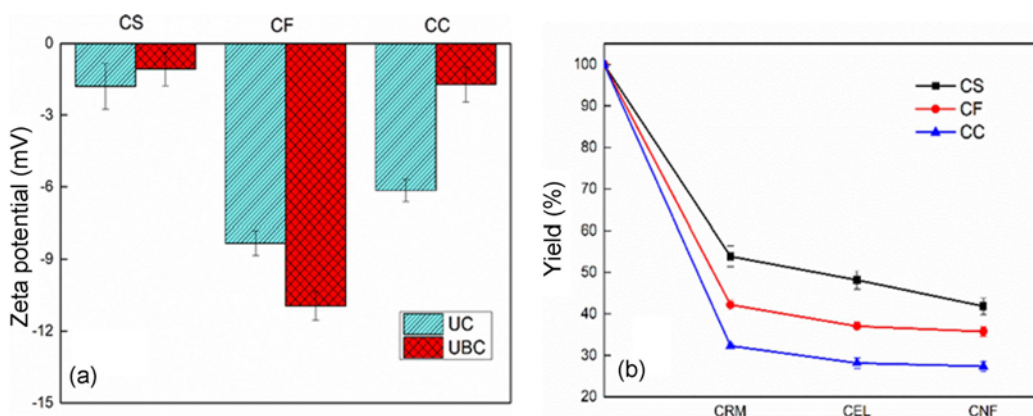 CS CF CC
0
-3
-6
-9
-12
-15
Zeta potential (mV)
UC
UBC
(a)
100
90
80
70
60
50
40
30
20
Yield (%)
CS
CF
CC
(b)
CRM CEL CNF